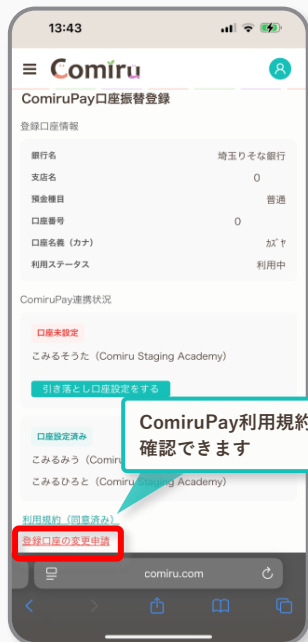 13:43
Comiru
ComiruPay口座振替登録
登録口座情報
銀行名 埼玉りそな銀行
支店名 0
預金種目 普通
口座番号 0
口座名義（カナ） カズヤ
利用ステータス 利用中
ComiruPay連携状況
口座未設定
こみるそうた（Comiru Staging Academy）
引き落とし口座設定をする
ComiruPay利用規約
確認できます
口座設定済み
こみるみう（Comiru
こみるひろと（Comiru Staging Academy）
利用規約（同意済み）
登録口座の変更申請
comiru.com